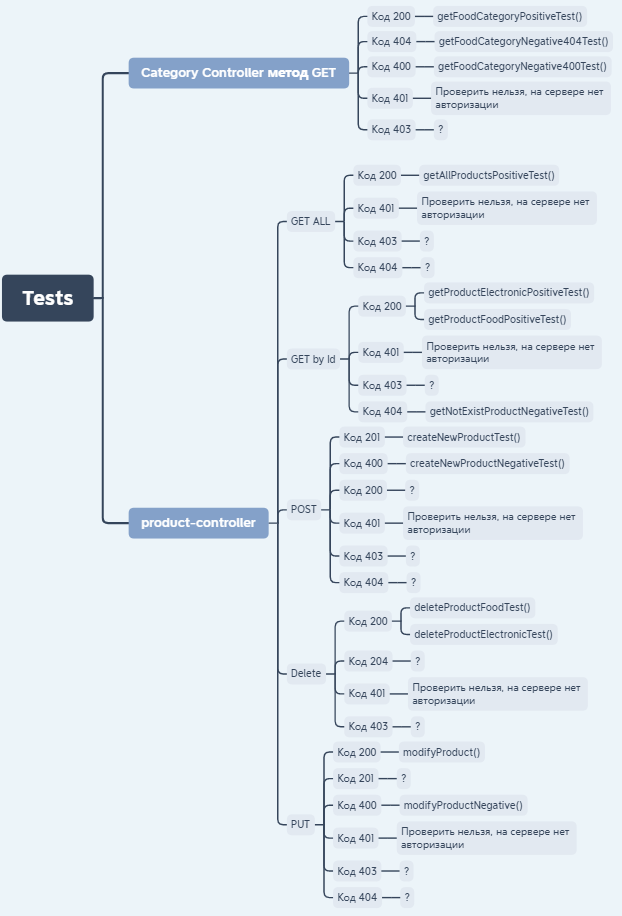 Tests
Category Controller метод GET
Код 200
getFoodCategoryPositiveTest()
Код 404
getFoodCategoryNegative404Test()
Код 400
getFoodCategoryNegative400Test()
Код 401
Проверить нельзя, на сервере нет
авторизации
Код 403
?
product-controller
GET ALL
Код 200
getAllProductsPositiveTest()
Код 401
Проверить нельзя, на сервере нет
авторизации
Код 403
?
Код 404
?
GET by Id
Код 200
getProductElectronicPositiveTest()
getProductFoodPositiveTest()
Код 401
Проверить нельзя, на сервере нет
авторизации
Код 403
?
Код 404
getNotExistProductNegativeTest()
POST
Код 201
createNewProductTest()
Код 400
createNewProductNegativeTest()
Код 200
?
Код 401
Проверить нельзя, на сервере нет
авторизации
Код 403
?
Код 404
?
Delete
Код 200
deleteProductFoodTest()
deleteProductElectronicTest()
Код 204
?
Код 401
Проверить нельзя, на сервере нет
авторизации
Код 403
?
PUT
Код 200
modifyProduct()
Код 201
?
Код 400
modifyProductNegative()
Код 401
Проверить нельзя, на сервере нет
авторизации
Код 403
?
Код 404
?